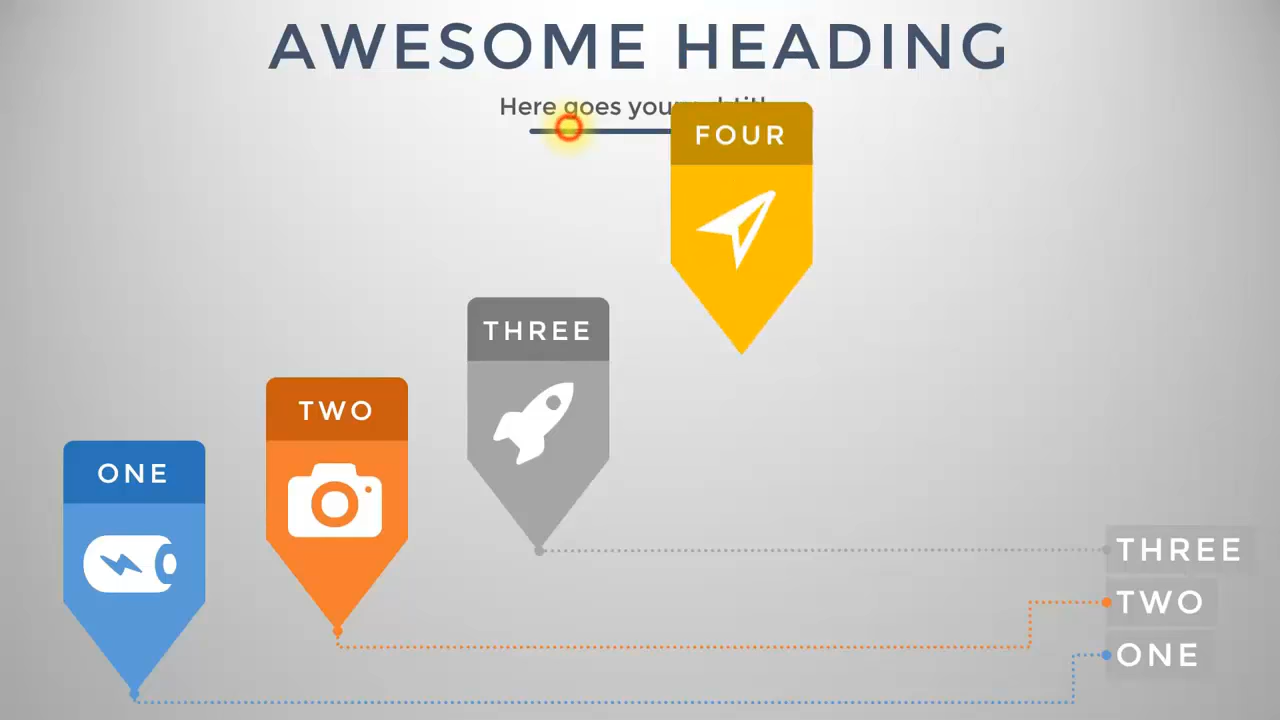 AWESOME HEADING
Here goes your
FOUR
THREE
TWO
ONE
THREE
TWO
ONE